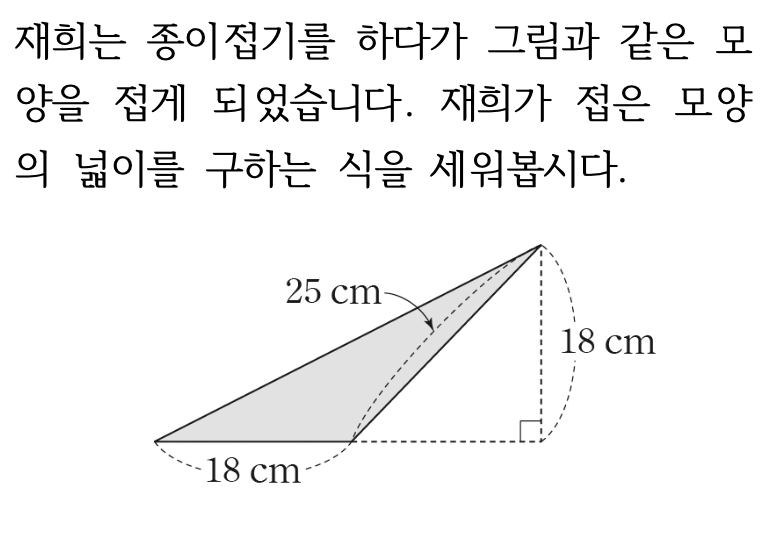 재희는 종이접기를 하다가 그림과 같은 모
양을 접게 되었습니다. 재희가 접은 모양
의 넓이를 구하는 식을 세워봅시다.
25 cm
18 cm
18 cm